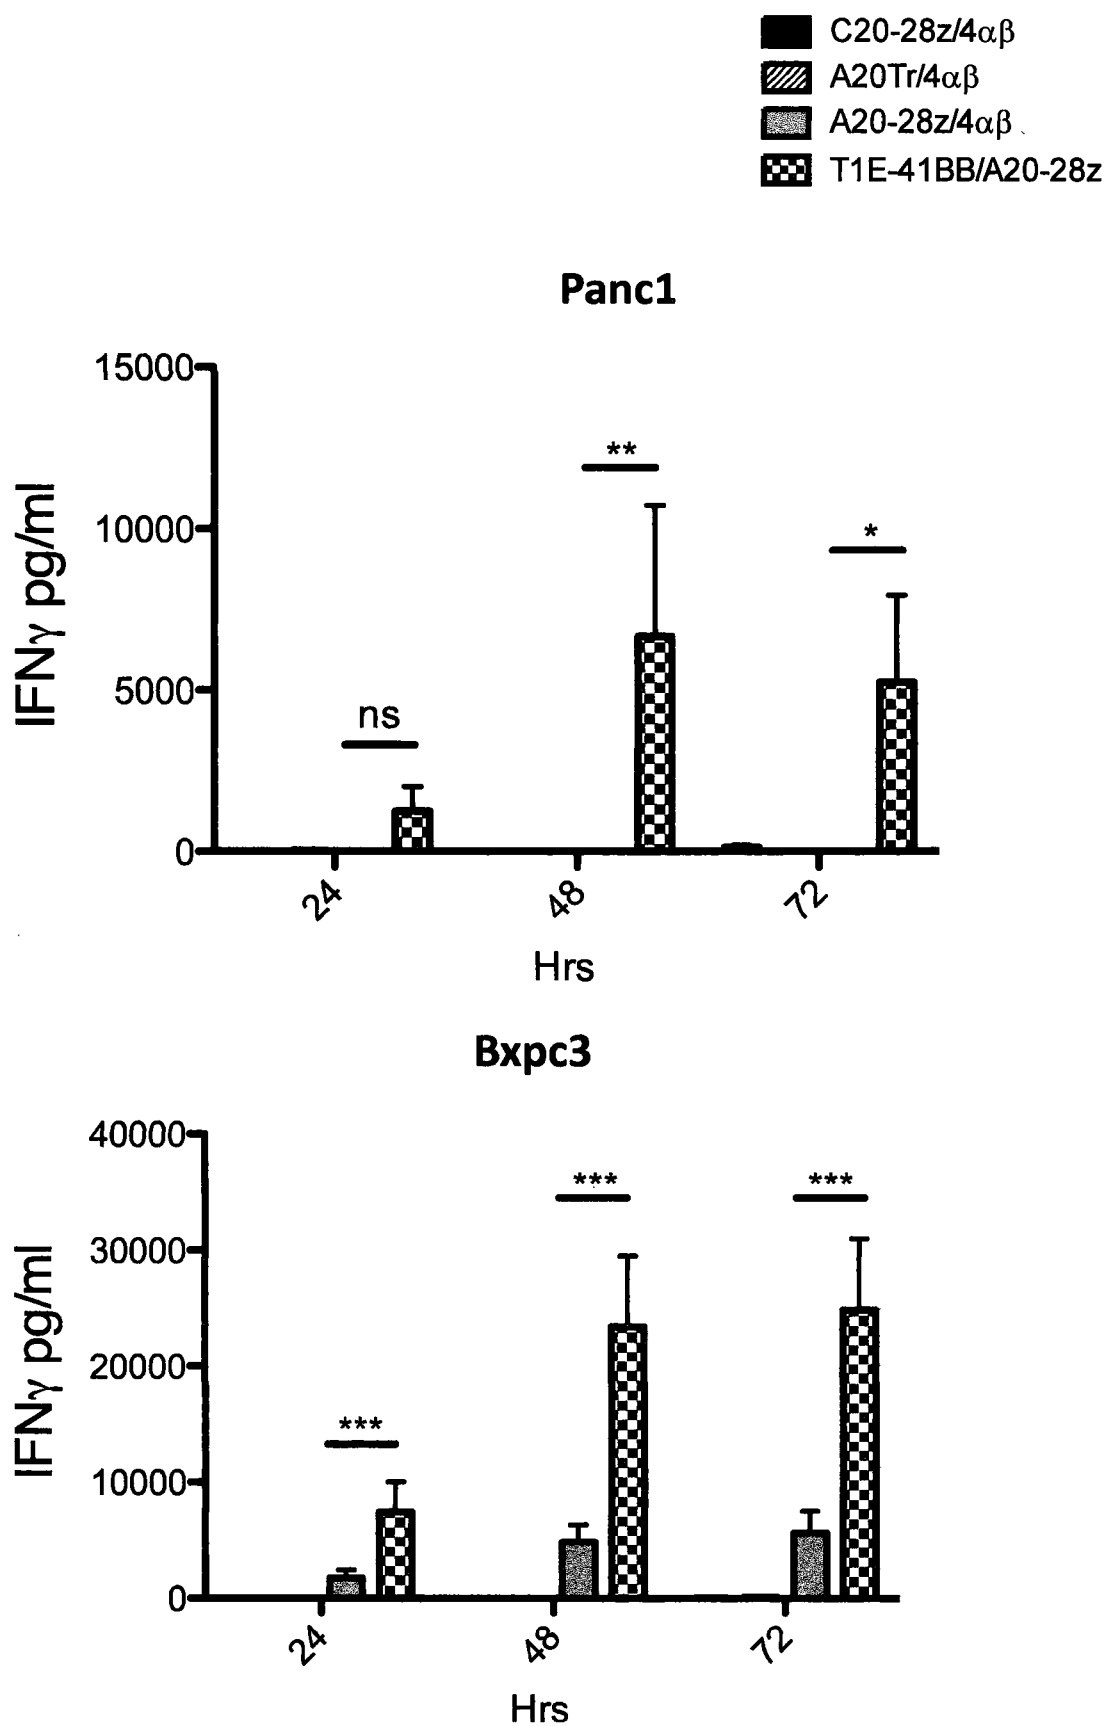 C20-28z/4αβ
A20Tr/4αβ
A20-28z/4αβ
T1E-41BB/A20-28z
Panc1
15000
10000
5000
0
IFNγ pg/ml
ns
**
*
24
48
72
Hrs
Bxpc3
40000
30000
20000
10000
0
IFNγ pg/ml
***
***
***
24
48
72
Hrs